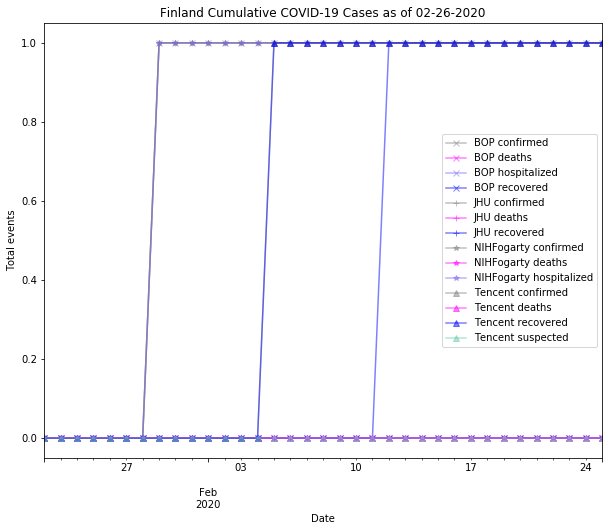 Finland Cumulative COVID-19 Cases as of 02-26-2020
1.0
0.8
0.6
0.4
0.2
0.0
Total events
BOP confirmed
BOP deaths
BOP hospitalized
BOP recovered
JHU confirmed
JHU deaths
JHU recovered
NIHFogarty confirmed
NIHFogarty deaths
NIHFogarty hospitalized
Tencent confirmed
Tencent deaths
Tencent recovered
Tencent suspected
27 03 10 17 24
Feb
2020
Date